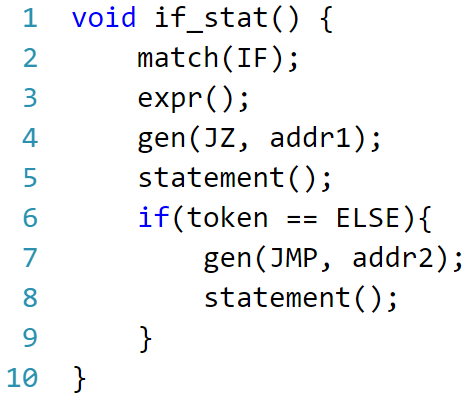 1 void if_stat() {
2     match(IF);
3     expr();
4     gen(JZ, addr1);
5     statement();
6     if(token == ELSE){
7         gen(JMP, addr2);
8         statement();
9     }
10 }